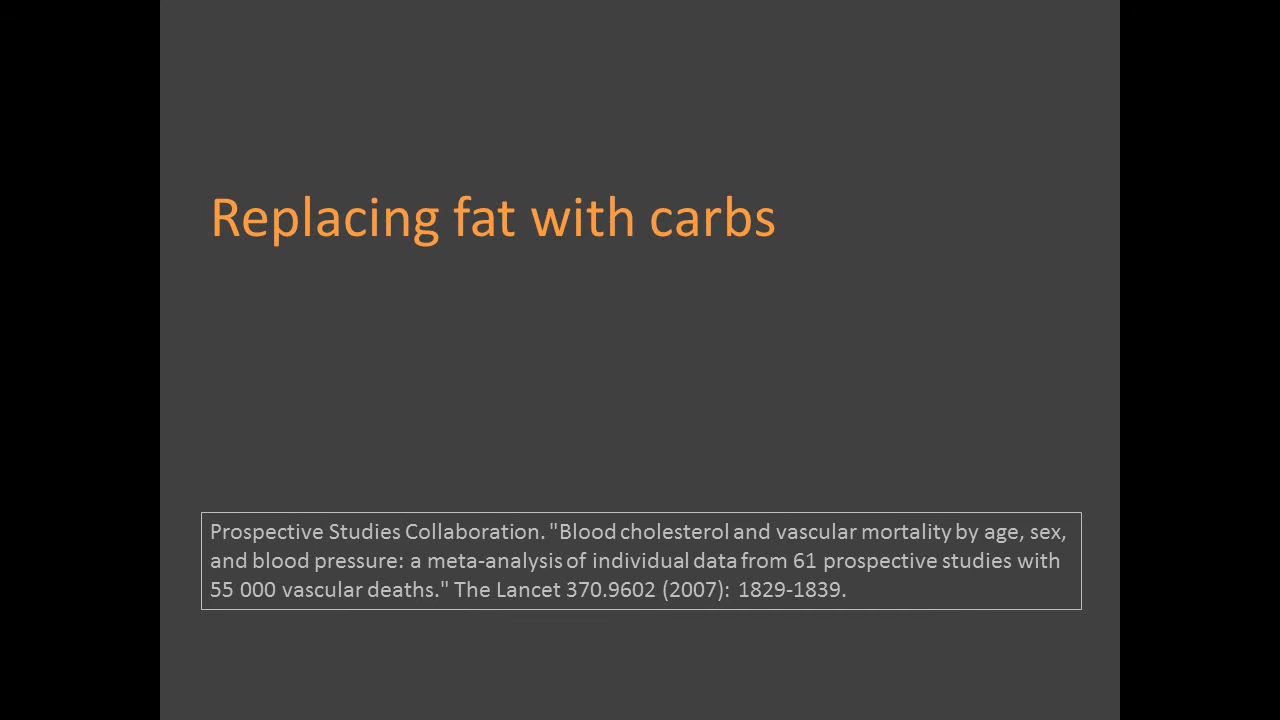 Replacing fat with carbs
Prospective Studies Collaboration. "Blood cholesterol and vascular mortality by age, sex,
and blood pressure: a meta-analysis of individual data from 61 prospective studies with
55 000 vascular deaths." The Lancet 370.9602 (2007): 1829-1839.